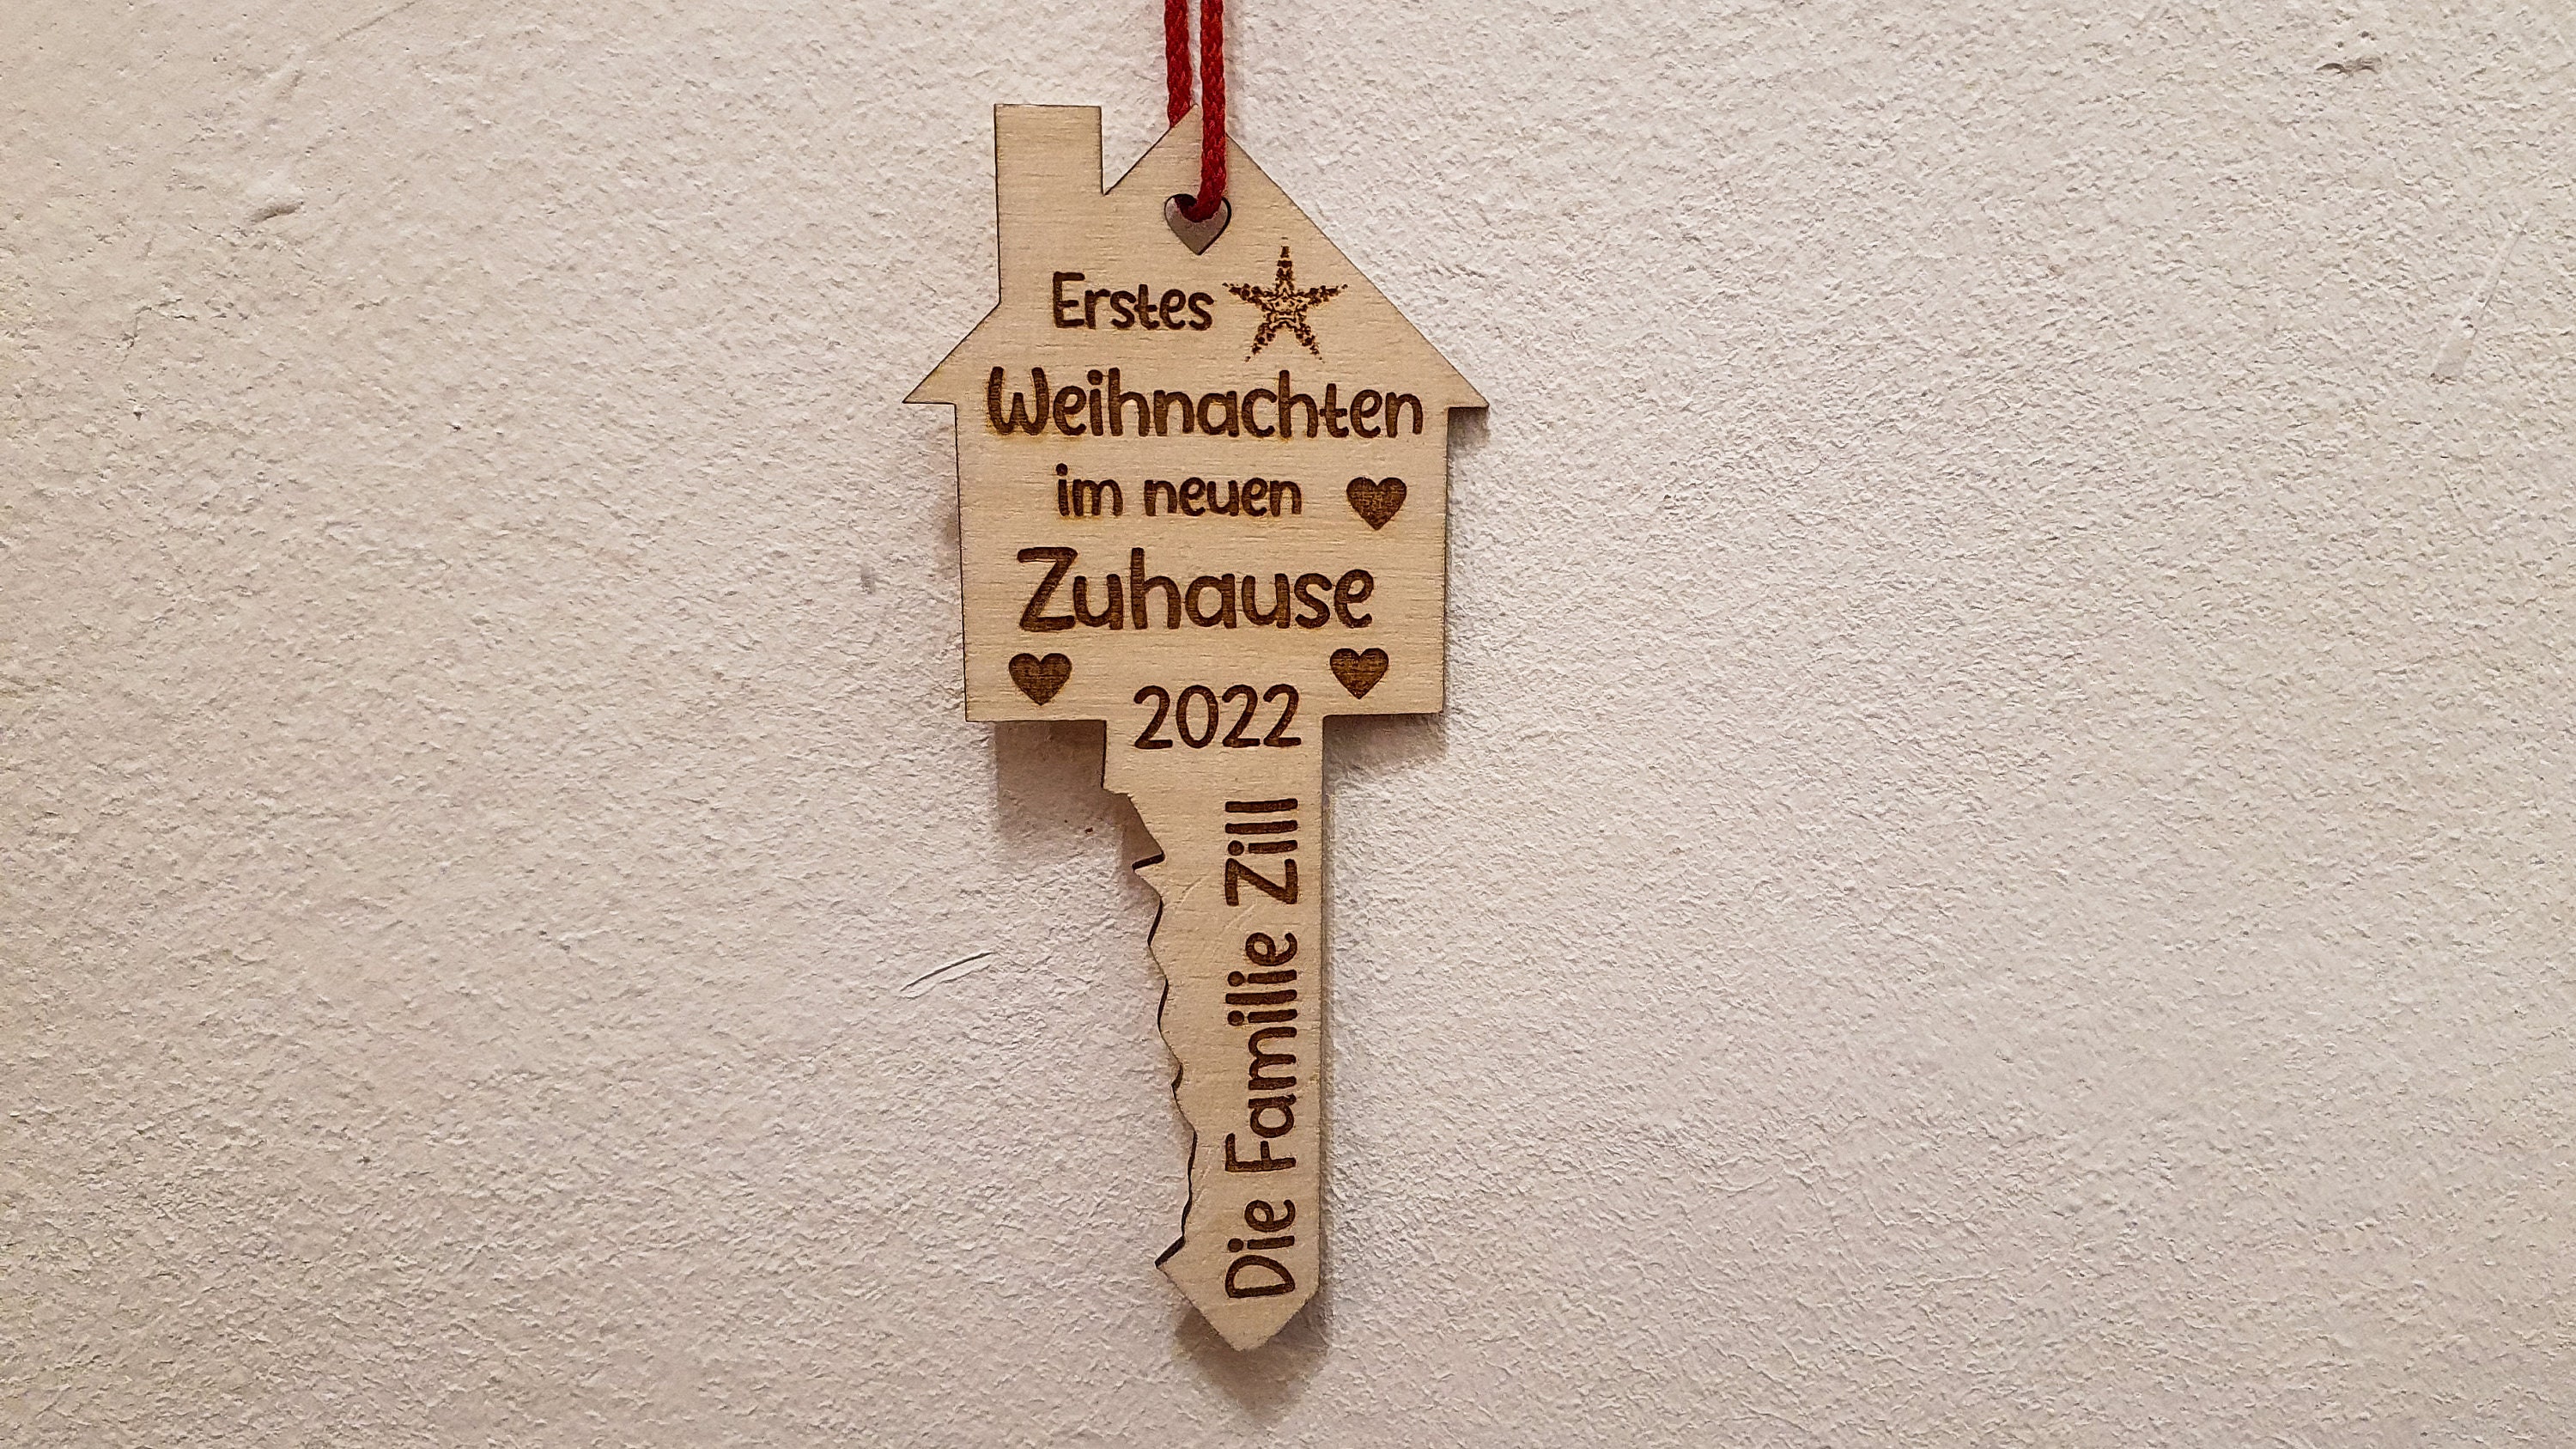 Erstes
Weihnachten
im neuen
Zuhause
2022
Die Familie Zill